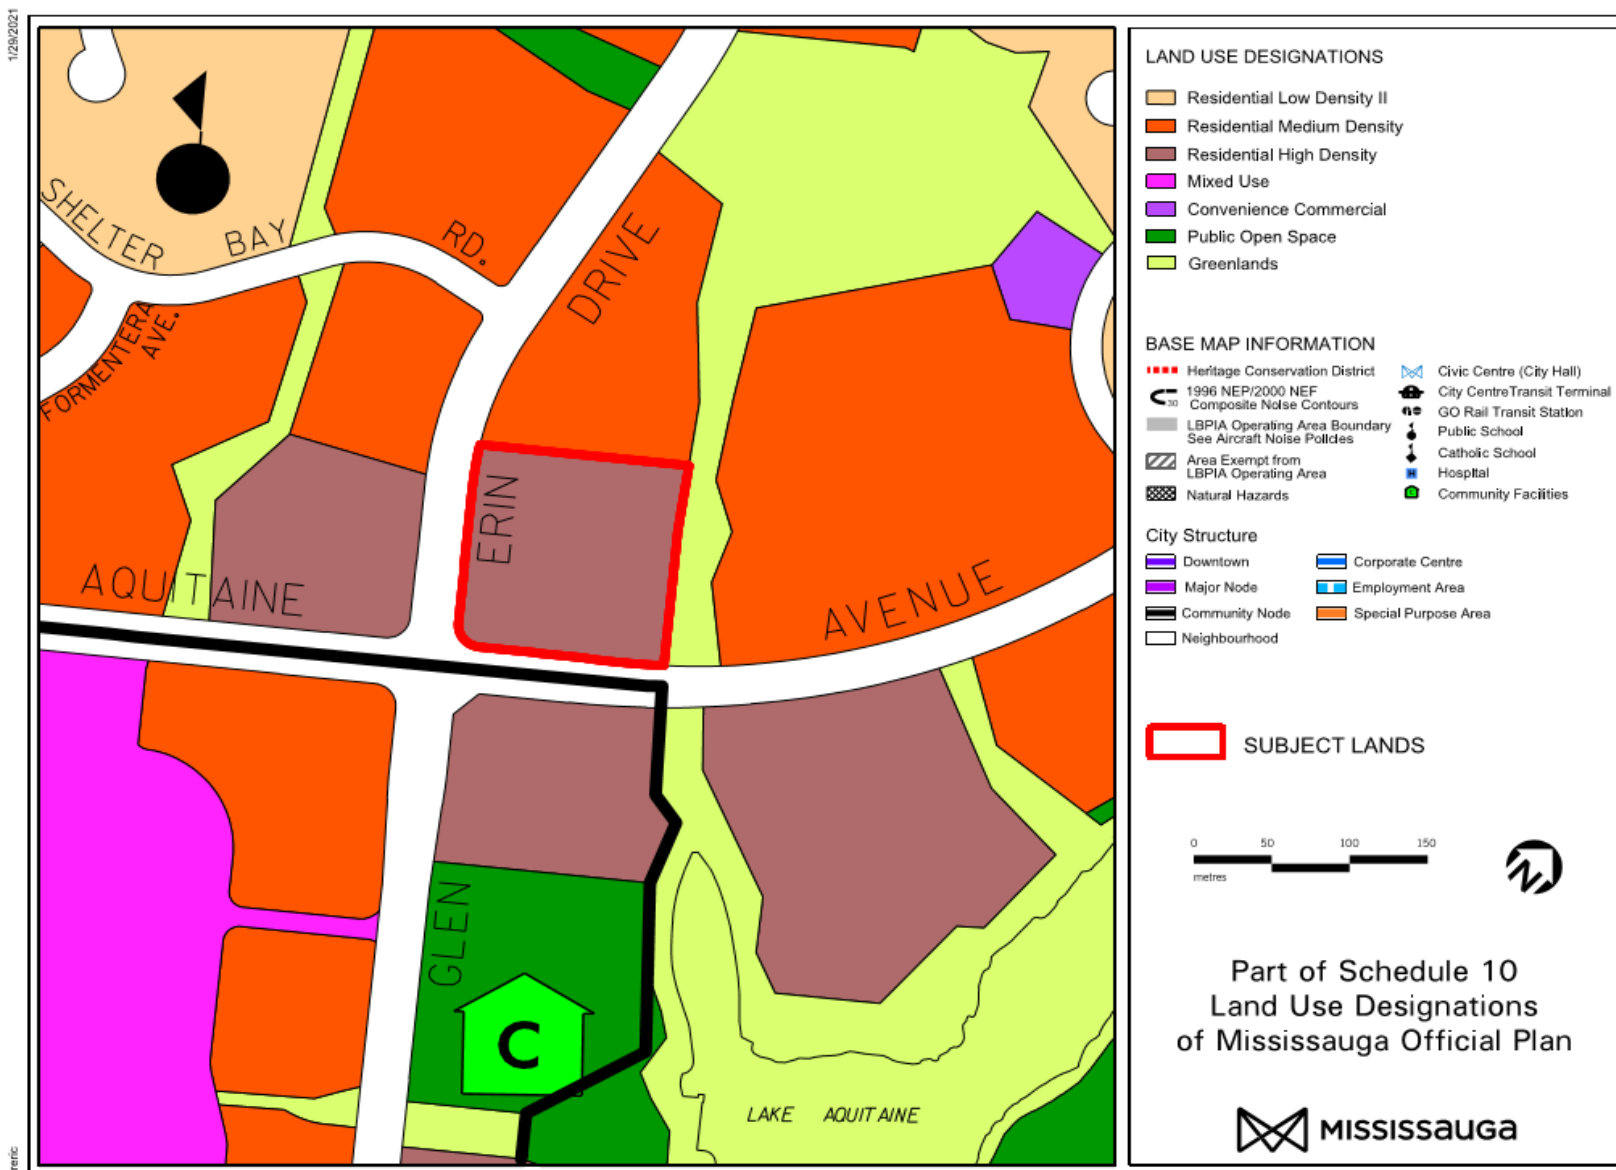 1/29/2021
SHELTER BAY RD.
FORMENTERA
AVE.
DRIVE
ERIN
AQUITAINE
AVENUE
GLEN
C
LAKE AQUITAINE
LAND USE DESIGNATIONS
Residential Low Density II
Residential Medium Density
Residential High Density
Mixed Use
Convenience Commercial
Public Open Space
Greenlands
BASE MAP INFORMATION
Heritage Conservation District
1996 NEP/2000 NEF
Composite Noise Contours
30
LBPIA Operating Area Boundary
See Aircraft Noise Policies
Area Exempt from
LBPIA Operating Area
Natural Hazards
Civic Centre (City Hall)
City CentreTransit Terminal
GO Rail Transit Station
Public School
Catholic School
H
Hospital
Community Facilities
City Structure
Downtown
Major Node
Community Node
Neighbourhood
Corporate Centre
Employment Area
Special Purpose Area
SUBJECT LANDS
0 50 100 150
metres
N
Part of Schedule 10
Land Use Designations
of Mississauga Official Plan
MISSISSauGa